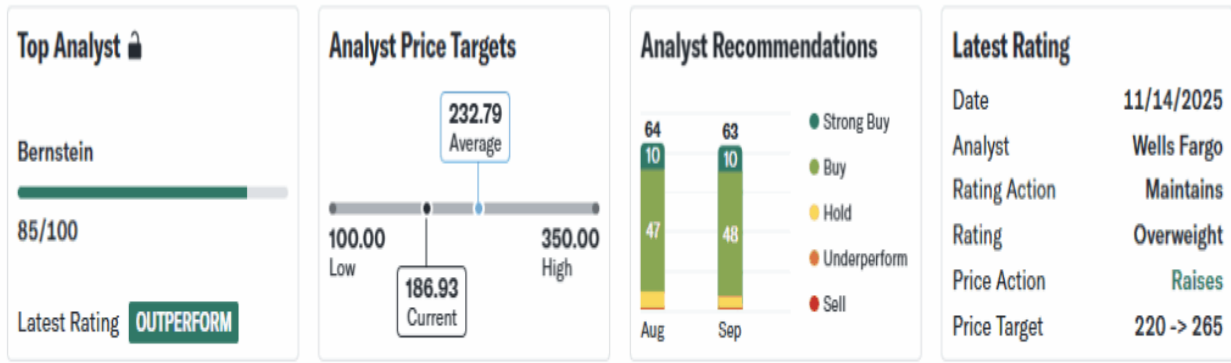 Top Analyst
Bernstein
85/100
Latest Rating OUTPERFORM
Analyst Price Targets
232.79
Average
100.00
Low
350.00
High
186.93
Current
Analyst Recommendations
64
10
47
Aug
63
10
48
Sep
Strong Buy
Buy
Hold
Underperform
Sell
Latest Rating
Date 11/14/2025
Analyst Wells Fargo
Rating Action Maintains
Rating Overweight
Price Action Raises
Price Target 220 -> 265